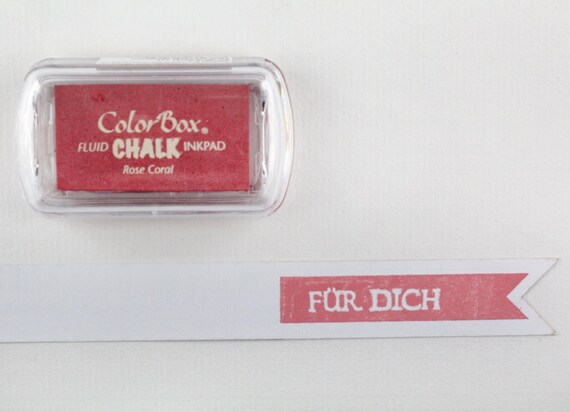 ColorBox®
FLUID CHALK INKPAD
Rose Coral
FÜR DICH